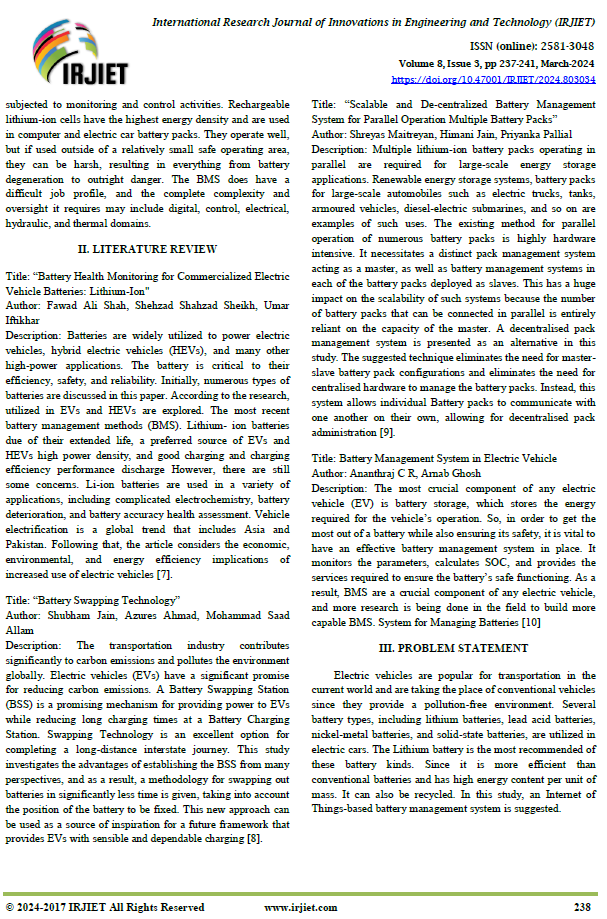 International Research Journal of Innovations in Engineering and Technology (IRJIET)
IRJIET
ISSN (online): 2581-3048
Volume 8, Issue 3, pp 237-241, March-2024
https://doi.org/10.47001/IRJIET/2024.803034
subjected to monitoring and control activities. Rechargeable
lithium-ion cells have the highest energy density and are used
in computer and electric car battery packs. They operate well,
but if used outside of a relatively small safe operating area,
they can be harsh, resulting in everything from battery
degeneration to outright danger. The BMS does have a
difficult job profile, and the complete complexity and
oversight it requires may include digital, control, electrical,
hydraulic, and thermal domains.
II. LITERATURE REVIEW
Title: “Battery Health Monitoring for Commercialized Electric
Vehicle Batteries: Lithium-Ion"
Author: Fawad Ali Shah, Shehzad Shahzad Sheikh, Umar
Iftikhar
Description: Batteries are widely utilized to power electric
vehicles, hybrid electric vehicles (HEVs), and many other
high-power applications. The battery is critical to their
efficiency, safety, and reliability. Initially, numerous types of
batteries are discussed in this paper. According to the research,
utilized in EVs and HEVs are explored. The most recent
battery management methods (BMS). Lithium- ion batteries
due of their extended life, a preferred source of EVs and
HEVs high power density, and good charging and charging
efficiency performance discharge However, there are still
some concerns. Li-ion batteries are used in a variety of
applications, including complicated electrochemistry, battery
deterioration, and battery accuracy health assessment. Vehicle
electrification is a global trend that includes Asia and
Pakistan. Following that, the article considers the economic,
environmental, and energy efficiency implications of
increased use of electric vehicles [7].
Title: “Battery Swapping Technology”
Author: Shubham Jain, Azures Ahmad, Mohammad Saad
Allam
Description: The transportation industry contributes
significantly to carbon emissions and pollutes the environment
globally. Electric vehicles (EVs) have a significant promise
for reducing carbon emissions. A Battery Swapping Station
(BSS) is a promising mechanism for providing power to EVs
while reducing long charging times at a Battery Charging
Station. Swapping Technology is an excellent option for
completing a long-distance interstate journey. This study
investigates the advantages of establishing the BSS from many
perspectives, and as a result, a methodology for swapping out
batteries in significantly less time is given, taking into account
the position of the battery to be fixed. This new approach can
be used as a source of inspiration for a future framework that
provides EVs with sensible and dependable charging [8].
Title: “Scalable and De-centralized Battery Management
System for Parallel Operation Multiple Battery Packs”
Author: Shreyas Maitreyan, Himani Jain, Priyanka Pallial
Description: Multiple lithium-ion battery packs operating in
parallel are required for large-scale energy storage
applications. Renewable energy storage systems, battery packs
for large-scale automobiles such as electric trucks, tanks,
armoured vehicles, diesel-electric submarines, and so on are
examples of such uses. The existing method for parallel
operation of numerous battery packs is highly hardware
intensive. It necessitates a distinct pack management system
acting as a master, as well as battery management systems in
each of the battery packs deployed as slaves. This has a huge
impact on the scalability of such systems because the number
of battery packs that can be connected in parallel is entirely
reliant on the capacity of the master. A decentralised pack
management system is presented as an alternative in this
study. The suggested technique eliminates the need for master-
slave battery pack configurations and eliminates the need for
centralised hardware to manage the battery packs. Instead, this
system allows individual Battery packs to communicate with
one another on their own, allowing for decentralised pack
administration [9].
Title: Battery Management System in Electric Vehicle
Author: Ananthraj C R, Arnab Ghosh
Description: The most crucial component of any electric
vehicle (EV) is battery storage, which stores the energy
required for the vehicle’s operation. So, in order to get the
most out of a battery while also ensuring its safety, it is vital to
have an effective battery management system in place. It
monitors the parameters, calculates SOC, and provides the
services required to ensure the battery’s safe functioning. As a
result, BMS are a crucial component of any electric vehicle,
and more research is being done in the field to build more
capable BMS. System for Managing Batteries [10]
III. PROBLEM STATEMENT
Electric vehicles are popular for transportation in the
current world and are taking the place of conventional vehicles
since they provide a pollution-free environment. Several
battery types, including lithium batteries, lead acid batteries,
nickel-metal batteries, and solid-state batteries, are utilized in
electric cars. The Lithium battery is the most recommended of
these battery kinds. Since it is more efficient than
conventional batteries and has high energy content per unit of
mass. It can also be recycled. In this study, an Internet of
Things-based battery management system is suggested.
© 2024-2017 IRJIET All Rights Reserved
www.irjiet.com
238